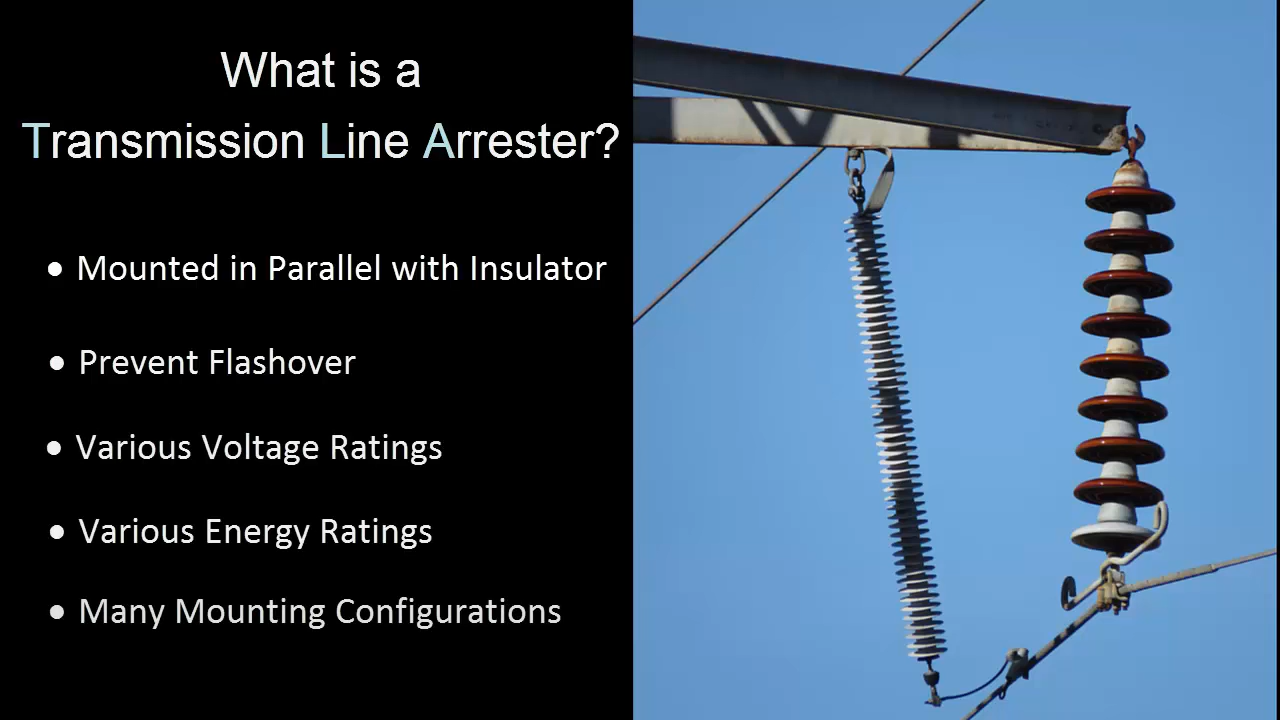 What is a
Transmission Line Arrester?
• Mounted in Parallel with Insulator
• Prevent Flashover
• Various Voltage Ratings
• Various Energy Ratings
• Many Mounting Configurations